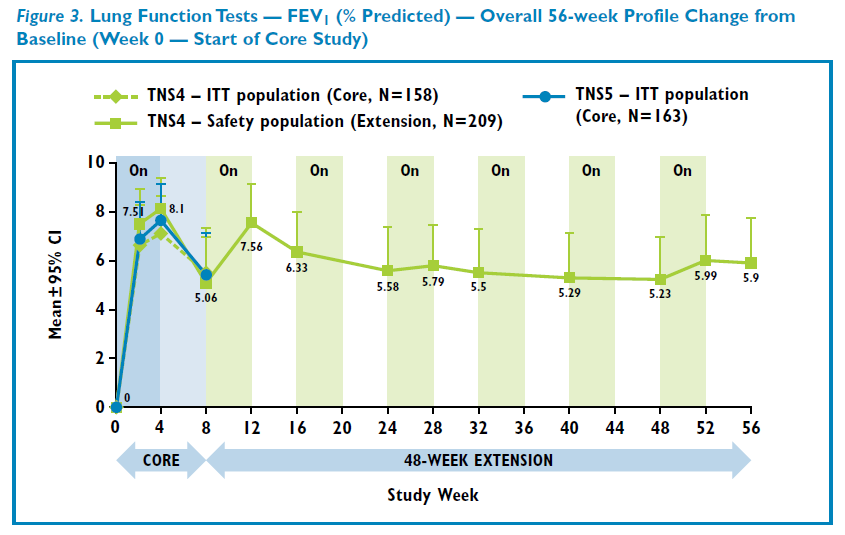 Figure 3. Lung Function Tests — FEV1 (% Predicted) — Overall 56-week Profile Change from
Baseline (Week 0 — Start of Core Study)
TNS4 – ITT population (Core, N=158)
TNS4 – Safety population (Extension, N=209)
TNS5 – ITT population
(Core, N=163)
Mean±95% CI
10
8
6
4
2
0
On On On On On On On
7.51
8.1
5.06
7.56
6.33
5.58
5.79
5.5
5.29
5.23
5.99
5.9
0
0 4 8 12 16 20 24 28 32 36 40 44 48 52 56
CORE
48-WEEK EXTENSION
Study Week